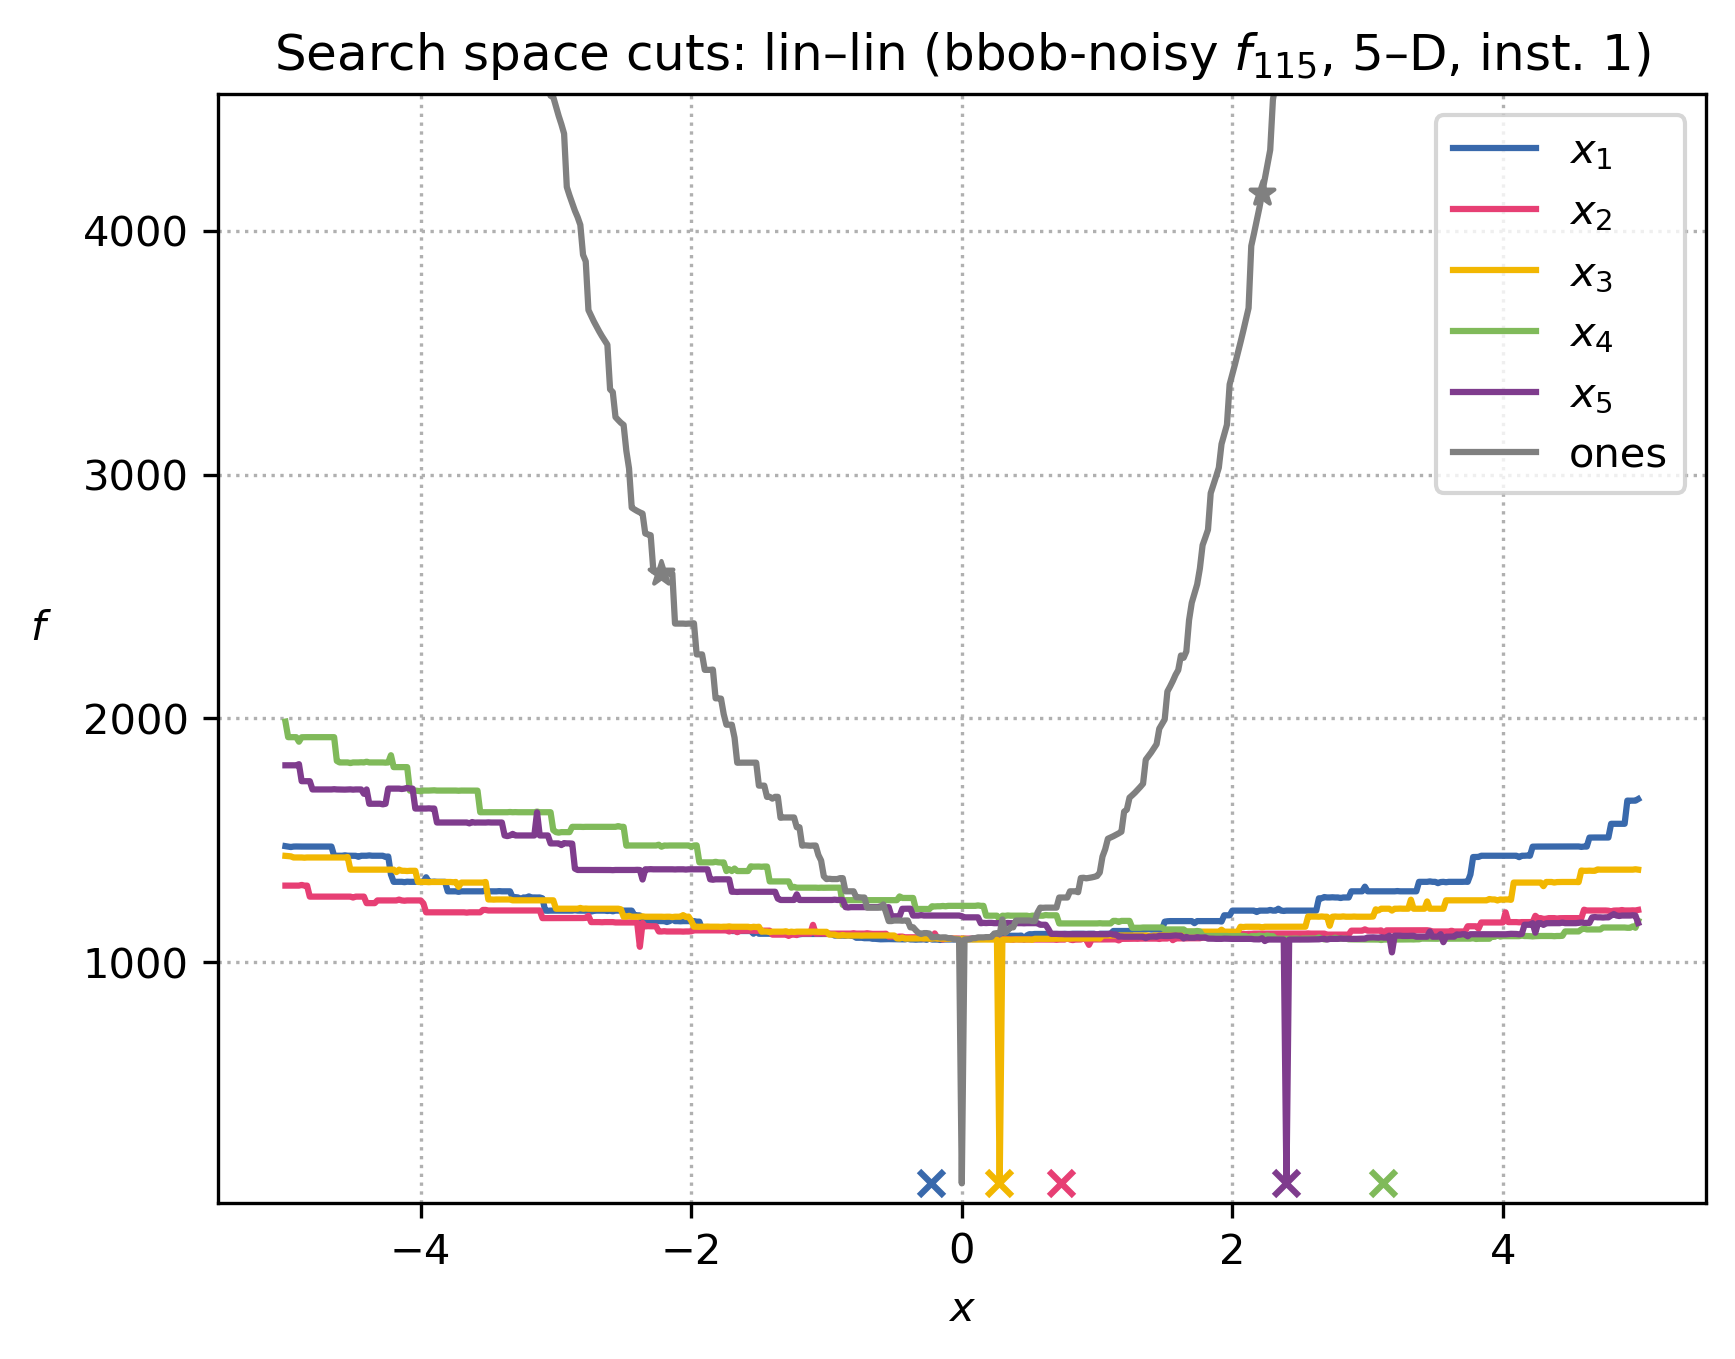 Search space cuts: lin–lin (bbob-noisy f₁₁₅, 5–D, inst. 1)
x₁
x₂
x₃
x₄
x₅
ones
4000
3000
2000
1000
f
−4
−2
0
2
4
x